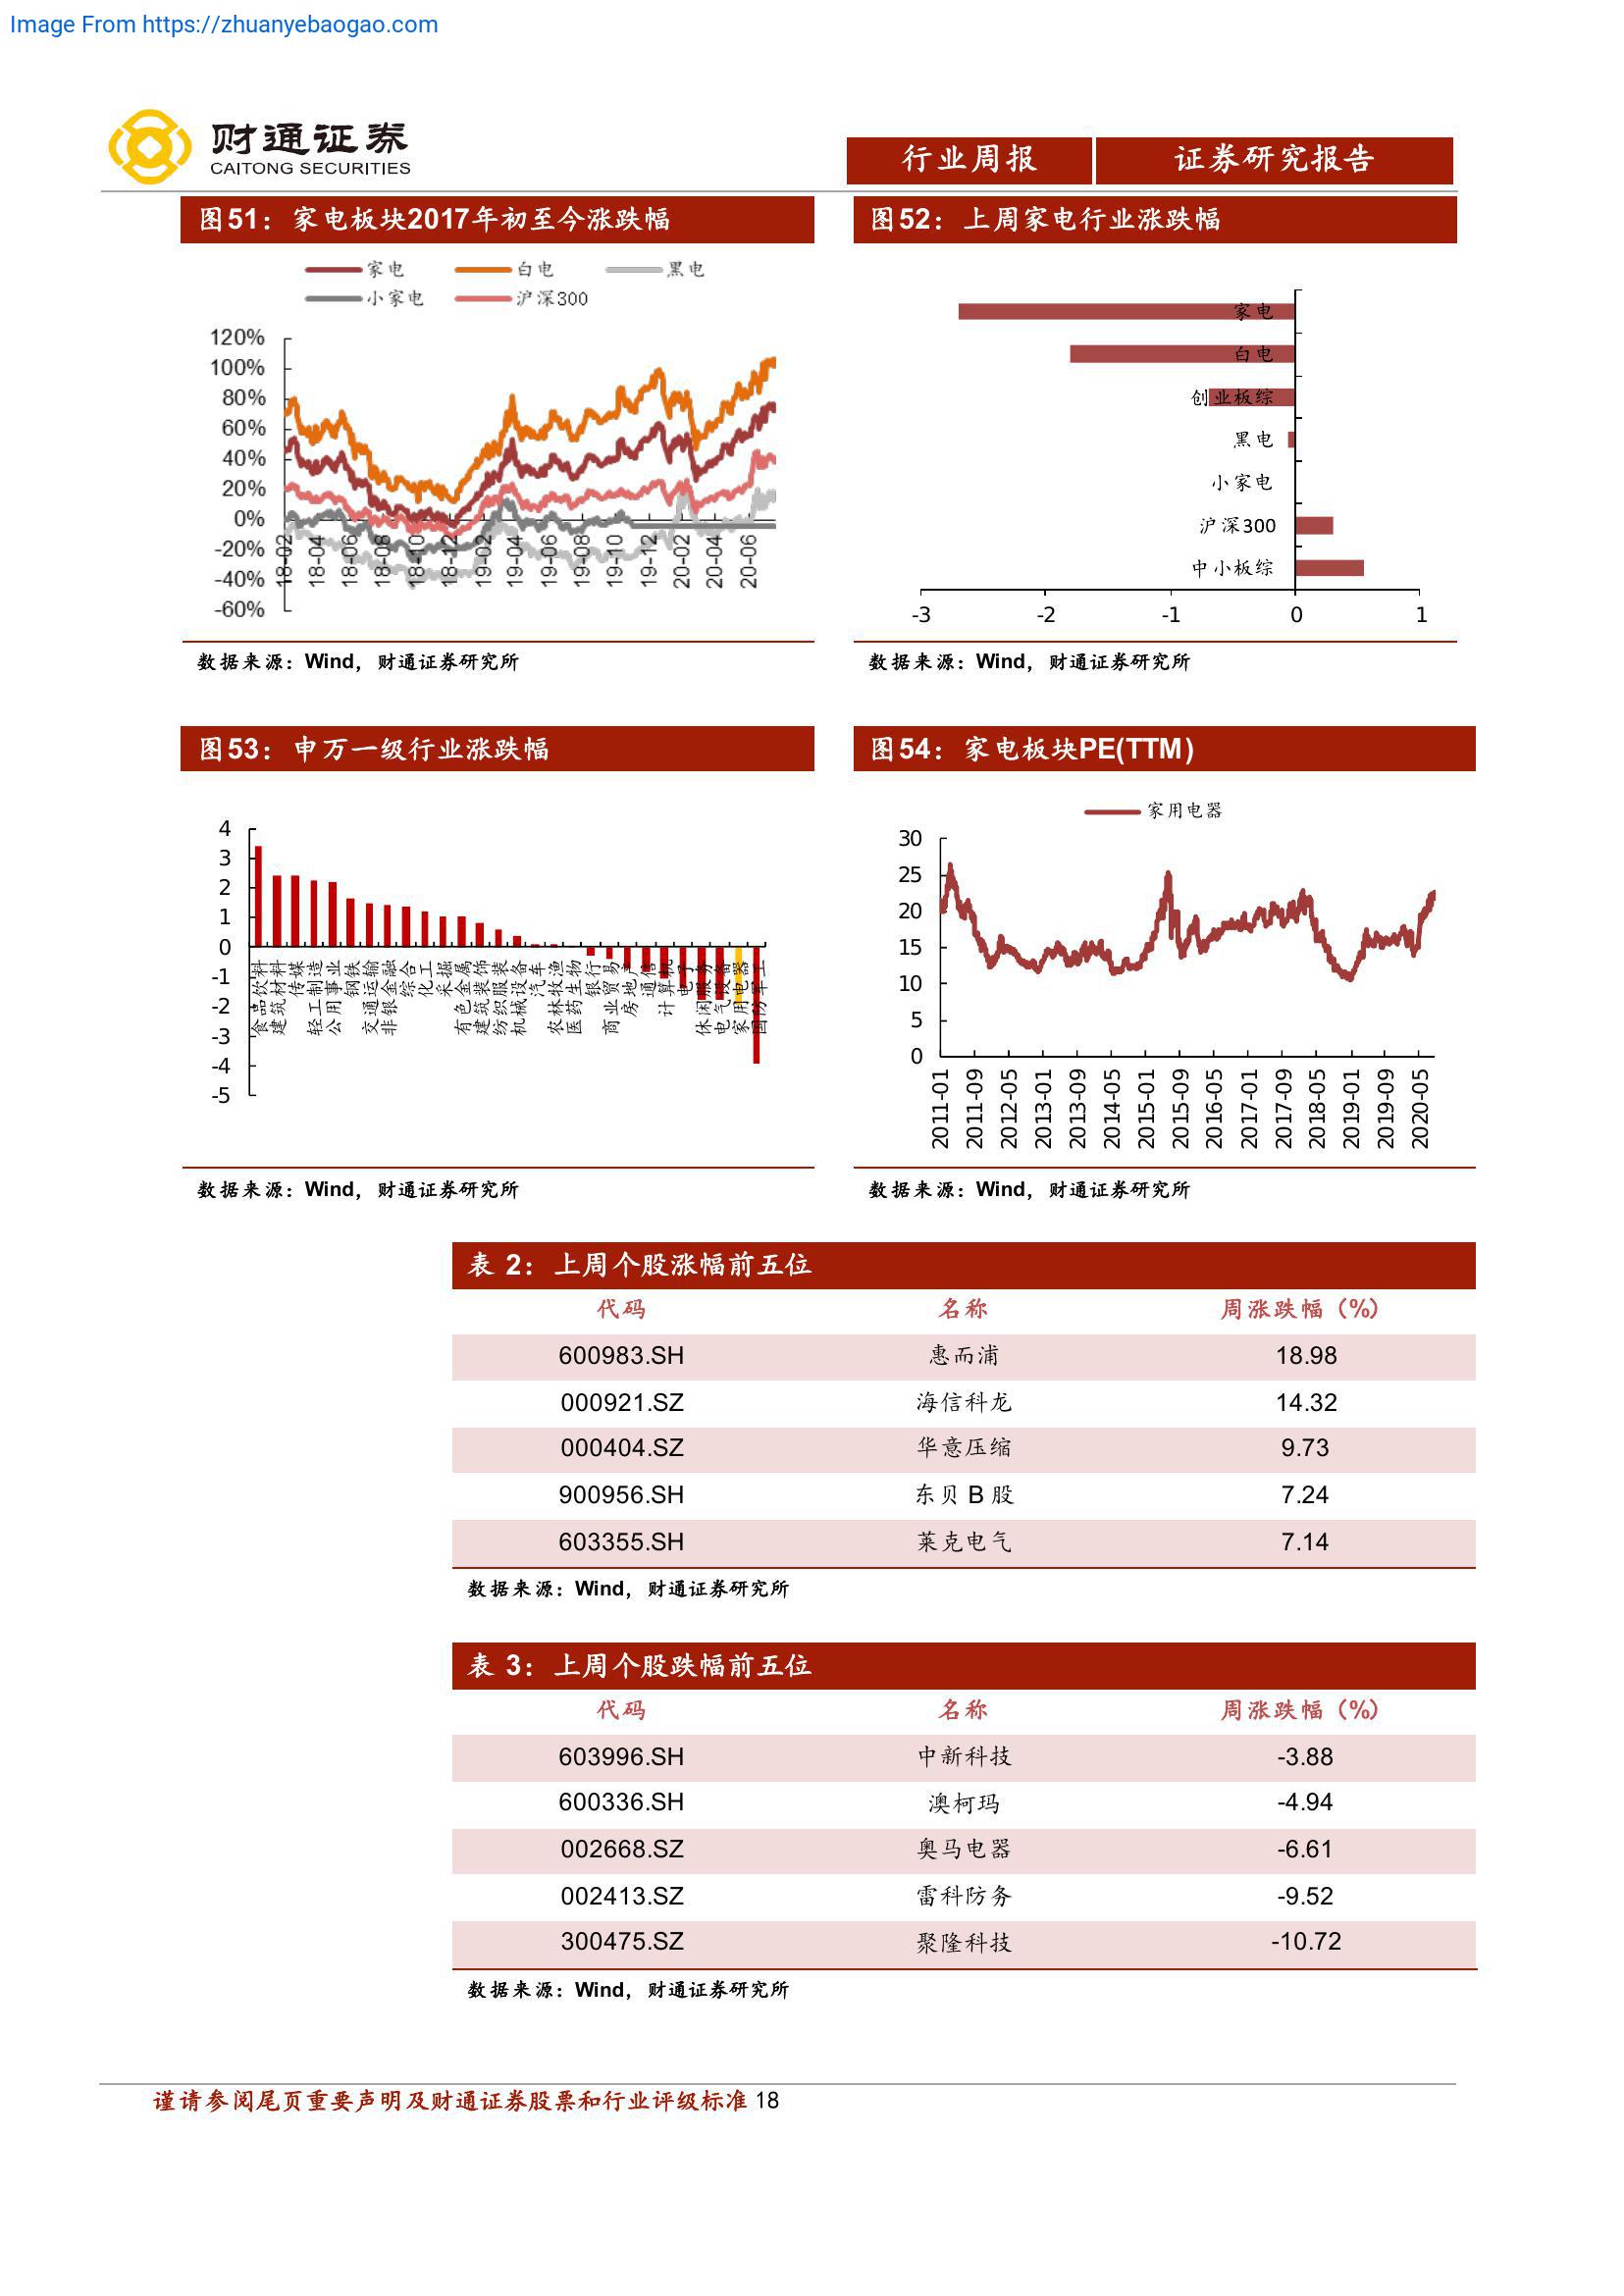 Image From https://zhuanyebaogao.com
财通证券
CAITONG SECURITIES
行业周报
证券研究报告
图51：家电板块2017年初至今涨跌幅
家电 白电 黑电
小家电 沪深300
120%
100%
80%
60%
40%
20%
0%
-20%
-40%
-60%
18-02 18-04 18-06 18-08 18-10 18-12 19-02 19-04 19-06 19-08 19-10 19-12 20-02 20-04 20-06
数据来源：Wind，财通证券研究所
图52：上周家电行业涨跌幅
家电
白电
创业板综
黑电
小家电
沪深300
中小板综
-3 -2 -1 0 1
数据来源：Wind，财通证券研究所
图53：申万一级行业涨跌幅
4
3
2
1
0
-1
-2
-3
-4
-5
食品饮料 建筑材料 传媒 轻工制造 公用事业 钢铁 交通运输 非银金融 综合 化工 采掘 有色金属 建筑装饰 纺织服装 机械设备 汽车 农林牧渔 医药生物 银行 商业贸易 房地产 通信 计算机 电子 休闲服务 电气设备 家用电器 国防军工
数据来源：Wind，财通证券研究所
图54：家电板块PE(TTM)
家用电器
30
25
20
15
10
5
0
2011-01 2011-09 2012-05 2013-01 2013-09 2014-05 2015-01 2015-09 2016-05 2017-01 2017-09 2018-05 2019-01 2019-09 2020-05
数据来源：Wind，财通证券研究所
表 2：上周个股涨幅前五位
代码 名称 周涨跌幅（%）
600983.SH 惠而浦 18.98
000921.SZ 海信科龙 14.32
000404.SZ 华意压缩 9.73
900956.SH 东贝 B 股 7.24
603355.SH 莱克电气 7.14
数据来源：Wind，财通证券研究所
表 3：上周个股跌幅前五位
代码 名称 周涨跌幅（%）
603996.SH 中新科技 -3.88
600336.SH 澳柯玛 -4.94
002668.SZ 奥马电器 -6.61
002413.SZ 雷科防务 -9.52
300475.SZ 聚隆科技 -10.72
数据来源：Wind，财通证券研究所
谨请参阅尾页重要声明及财通证券股票和行业评级标准 18